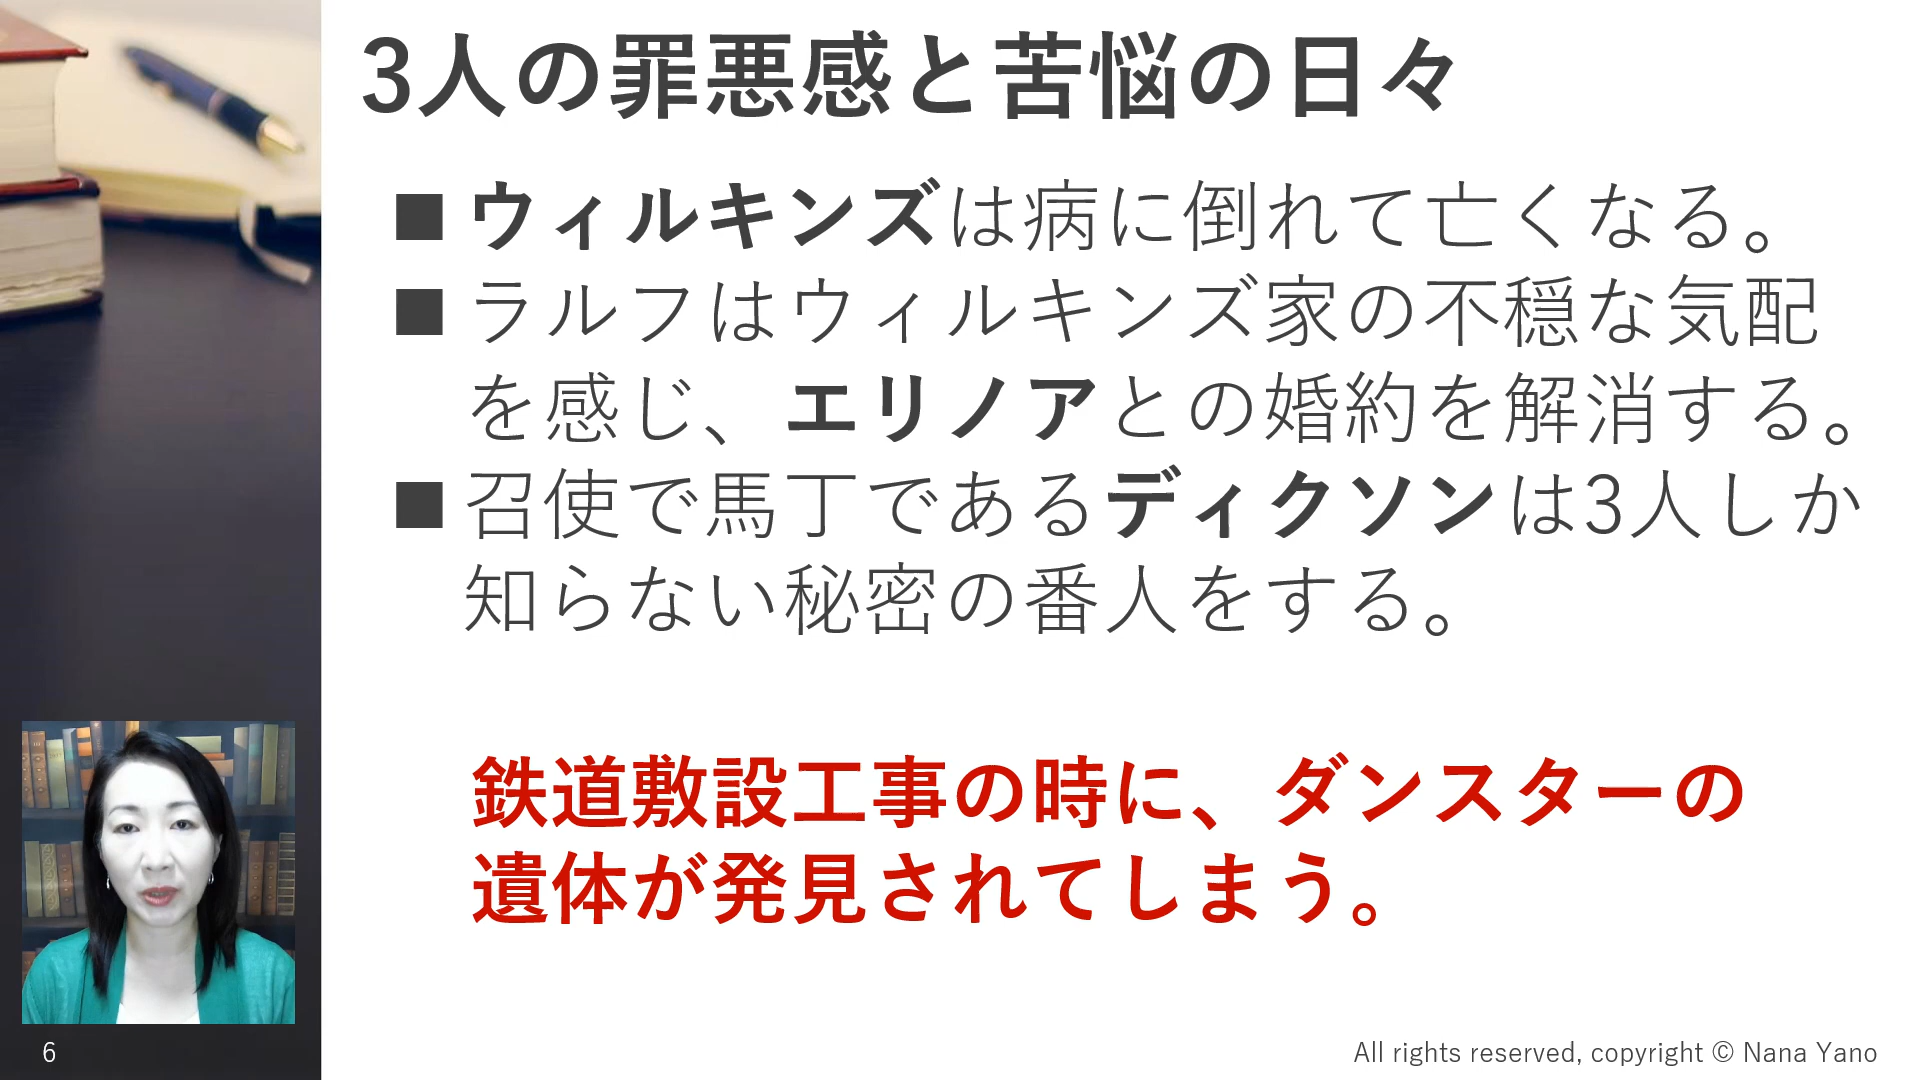 3人の罪悪感と苦悩の日々
■ウィルキンズは病に倒れて亡くなる。
■ラルフはウィルキンズ家の不穏な気配
を感じ、エリノアとの婚約を解消する。
■召使で馬丁であるディクソンは3人しか
知らない秘密の番人をする。
鉄道敷設工事の時に、ダンスターの
遺体が発見されてしまう。
6
All rights reserved, copyright © Nana Yano